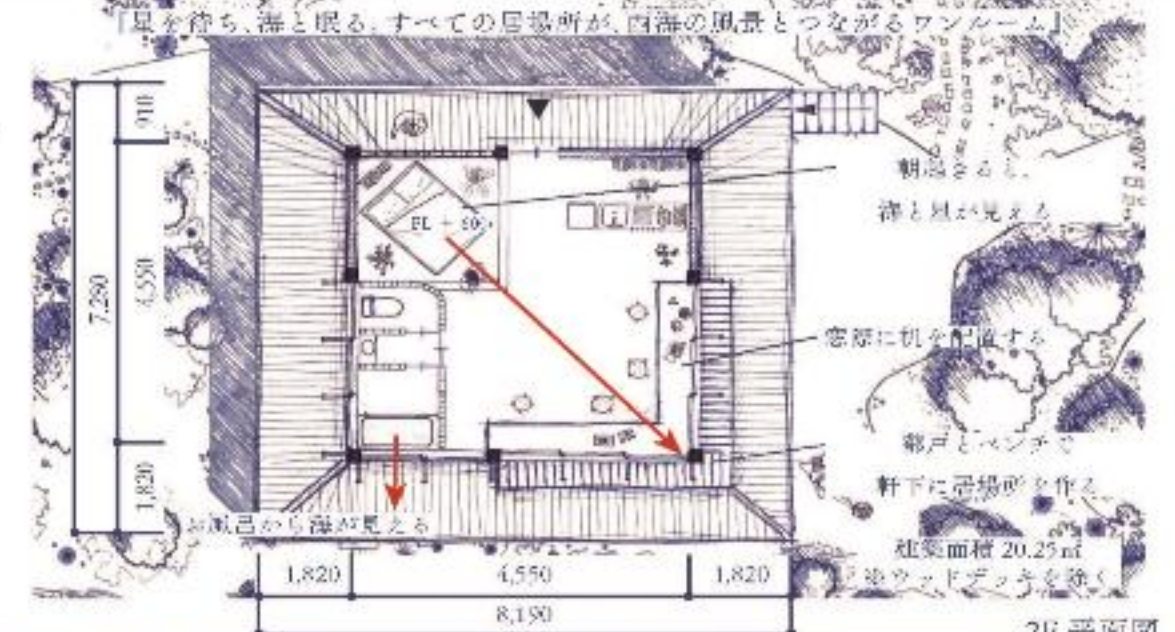 『星を待ち、海と眠る。すべての居場所が、西海の風景とつながるワンルーム』
910
4,550
7,280
1,820
FL + 600
朝起きると、
海と
が見える
窓際に机を配置する
とベンチで
軒下に居場所を作る
お風呂から海が見える
建築面積 20.25㎡
※ウッドデッキを除く
1,820
4,550
1,820
8,190
2F 平面図